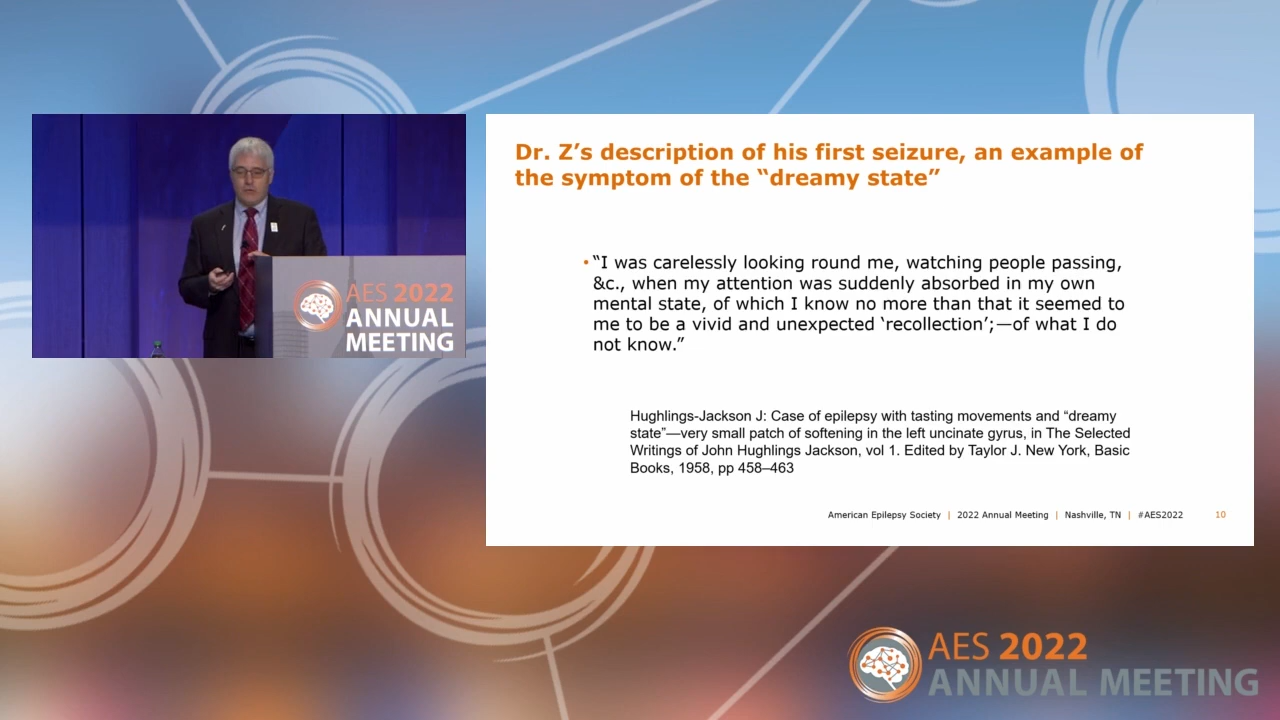 AES 2022
ANNUAL
MEETING
Dr. Z’s description of his first seizure, an example of
the symptom of the “dreamy state”
• “I was carelessly looking round me, watching people passing,
&c., when my attention was suddenly absorbed in my own
mental state, of which I know no more than that it seemed to
me to be a vivid and unexpected ‘recollection’;—of what I do
not know.”
Hughlings-Jackson J: Case of epilepsy with tasting movements and “dreamy
state”—very small patch of softening in the left uncinate gyrus, in The Selected
Writings of John Hughlings Jackson, vol 1. Edited by Taylor J. New York, Basic
Books, 1958, pp 458–463
American Epilepsy Society | 2022 Annual Meeting | Nashville, TN | #AES2022 10
AES 2022
ANNUAL MEETING